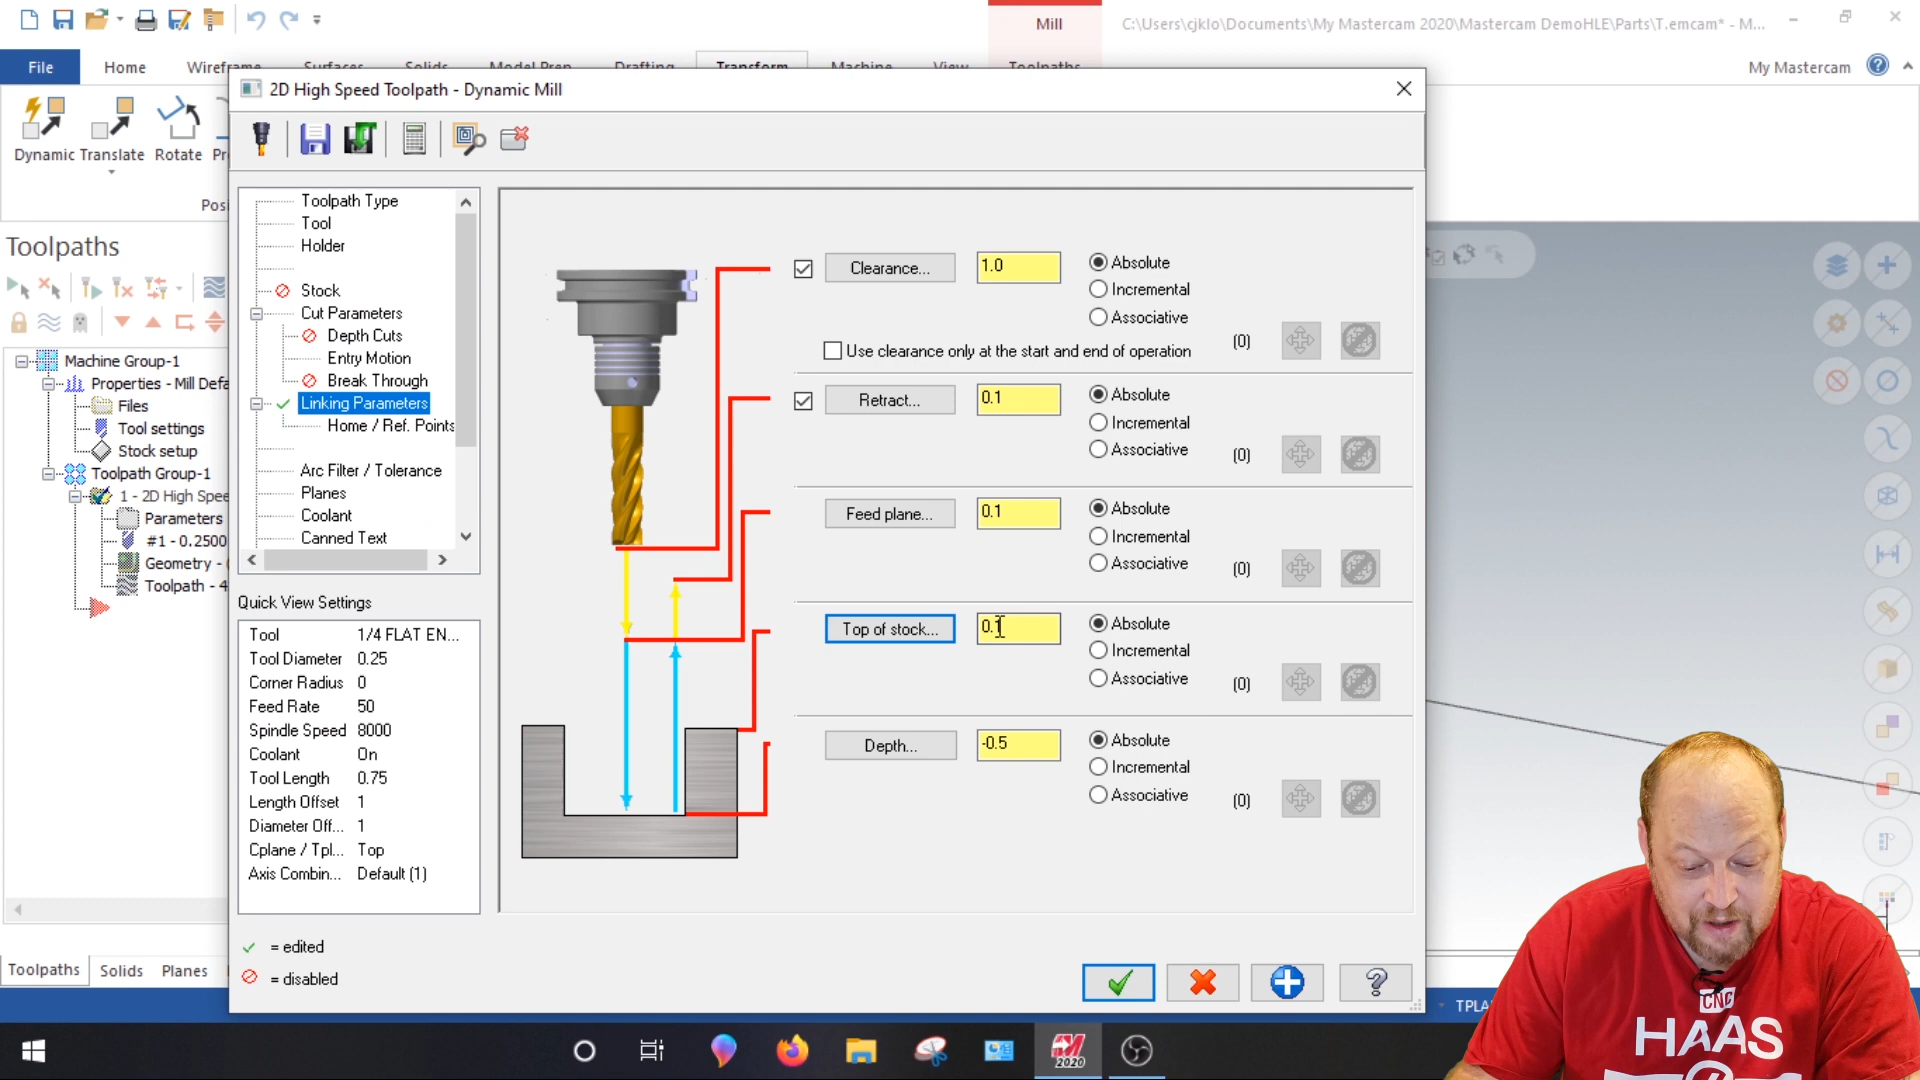 Mill
C:\Users\cjklo\Documents\My Mastercam 2020\Mastercam DemoHLE\Parts\T.emcam* - M...
File
Home
Wireframe
Surfaces
Solids
Model Prep
Drafting
Transform
Machine
View
Toolpaths
My Mastercam
2D High Speed Toolpath - Dynamic Mill
Dynamic
Translate
Rotate
Toolpaths
Machine Group-1
Properties - Mill Defa
Files
Tool settings
Stock setup
Toolpath Group-1
1 - 2D High Spee
Parameters
#1 - 0.2500
Geometry - (
Toolpath - 4
Toolpath Type
Tool
Holder
Stock
Cut Parameters
Depth Cuts
Entry Motion
Break Through
Linking Parameters
Home / Ref. Points
Arc Filter / Tolerance
Planes
Coolant
Canned Text
Quick View Settings
Tool 1/4 FLAT EN...
Tool Diameter 0.25
Corner Radius 0
Feed Rate 50
Spindle Speed 8000
Coolant On
Tool Length 0.75
Length Offset 1
Diameter Off... 1
Cplane / Tpl... Top
Axis Combin... Default (1)
= edited
= disabled
Clearance... 1.0 Absolute
Incremental
Associative
(0)
Use clearance only at the start and end of operation
Retract... 0.1 Absolute
Incremental
Associative
(0)
Feed plane... 0.1 Absolute
Incremental
Associative
(0)
Top of stock... 0.1 Absolute
Incremental
Associative
(0)
Depth... -0.5 Absolute
Incremental
Associative
(0)
Toolpaths
Solids
Planes
TPLA
2020
CNC
HAAS